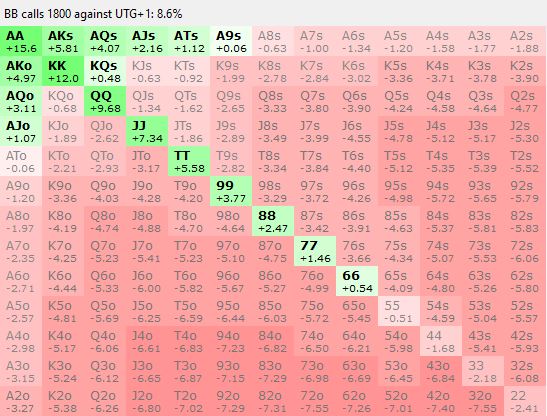 BB calls 1800 against UTG+1: 8.6%
AA AKs AQs AJs ATs A9s A8s A7s A6s A5s A4s A3s A2s
+15.6 +5.81 +4.07 +2.16 +1.12 +0.06 -0.63 -1.00 -1.34 -1.20 -1.58 -1.77 -1.88
AKo KK KQs KJs KTs K9s K8s K7s K6s K5s K4s K3s K2s
+4.97 +12.0 +0.48 -0.63 -0.92 -1.99 -2.78 -2.84 -3.02 -3.36 -3.71 -3.78 -3.90
AQo KQo QQ QJs QTs Q9s Q8s Q7s Q6s Q5s Q4s Q3s Q2s
+3.11 -0.68 +9.68 -1.34 -1.62 -2.65 -3.33 -3.80 -3.90 -4.24 -4.58 -4.64 -4.77
AJo KJo QJo JJ JTs J9s J8s J7s J6s J5s J4s J3s J2s
+1.07 -1.89 -2.62 +7.34 -1.86 -2.89 -3.49 -3.99 -4.55 -4.78 -5.12 -5.17 -5.30
ATo KTo QTo JTo TT T9s T8s T7s T6s T5s T4s T3s T2s
-0.06 -2.21 -2.93 -3.17 +5.58 -2.82 -3.34 -3.84 -4.40 -5.12 -5.35 -5.39 -5.52
A9o K9o Q9o J9o T9o 99 98s 97s 96s 95s 94s 93s 92s
-1.20 -3.36 -4.03 -4.28 -4.20 +3.77 -3.29 -3.72 -4.26 -4.98 -5.72 -5.65 -5.79
A8o K8o Q8o J8o T8o 98o 88 87s 86s 85s 84s 83s 82s
-1.97 -4.19 -4.74 -4.88 -4.70 -4.64 +2.47 -3.42 -3.91 -4.63 -5.37 -5.81 -5.83
A7o K7o Q7o J7o T7o 97o 87o 77 76s 75s 74s 73s 72s
-2.35 -4.25 -5.23 -5.41 -5.23 -5.10 -4.75 +1.46 -3.66 -4.34 -5.07 -5.53 -6.06
A6o K6o Q6o J6o T6o 96o 86o 76o 66 65s 64s 63s 62s
-2.71 -4.44 -5.33 -6.00 -5.82 -5.67 -5.27 -4.99 +0.54 -4.09 -4.80 -5.26 -5.80
A5o K5o Q5o J5o T5o 95o 85o 75o 65o 55 54s 53s 52s
-2.57 -4.81 -5.69 -6.25 -6.59 -6.44 -6.03 -5.72 -5.45 -0.51 -4.59 -5.04 -5.57
A4o K4o Q4o J4o T4o 94o 84o 74o 64o 54o 44 43s 42s
-2.98 -5.17 -6.06 -6.61 -6.83 -7.23 -6.82 -6.50 -6.21 -5.98 -1.68 -5.41 -5.93
A3o K3o Q3o J3o T3o 93o 83o 73o 63o 53o 43o 33 32s
-3.15 -5.24 -6.12 -6.65 -6.87 -7.15 -7.29 -6.98 -6.69 -6.45 -6.84 -2.18 -6.08
A2o K2o Q2o J2o T2o 92o 82o 72o 62o 52o 42o 32o 22
-3.27 -5.38 -6.26 -6.80 -7.02 -7.29 -7.31 -7.55 -7.26 -7.01 -7.40 -7.55 -2.41